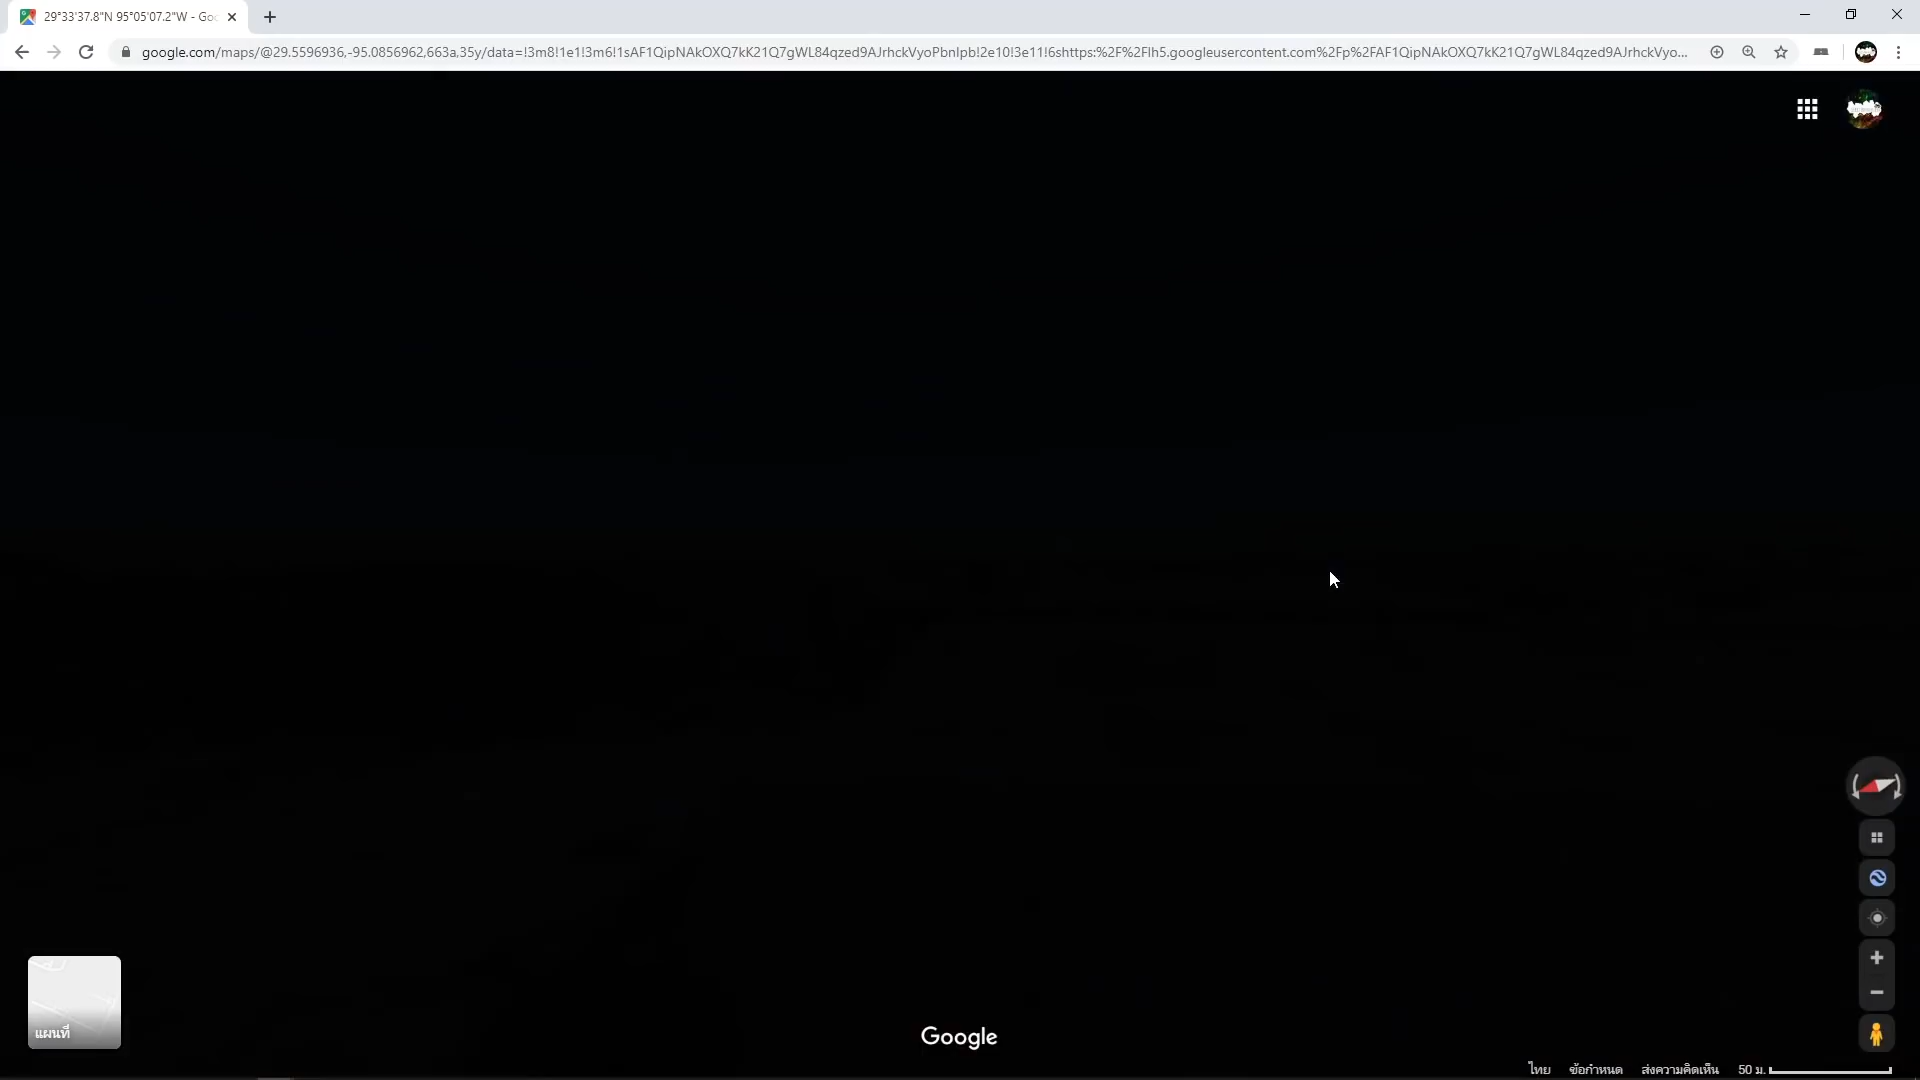 29°33'37.8"N 95°05'07.2"W - Goo
google.com/maps/@29.5596936,-95.0856962,663a,35y/data=!3m8!1e1!3m6!1sAF1QipNAkOXQ7kK21Q7gWL84qzed9AJrhckVyoPbnIpb!2e10!3e11!6shttps:%2F%2Flh5.googleusercontent.com%2Fp%2FAF1QipNAkOXQ7kK21Q7gWL84qzed9AJrhckVyo...
แผนที่
Google
ไทย ข้อกำหนด ส่งความคิดเห็น 50 ม.